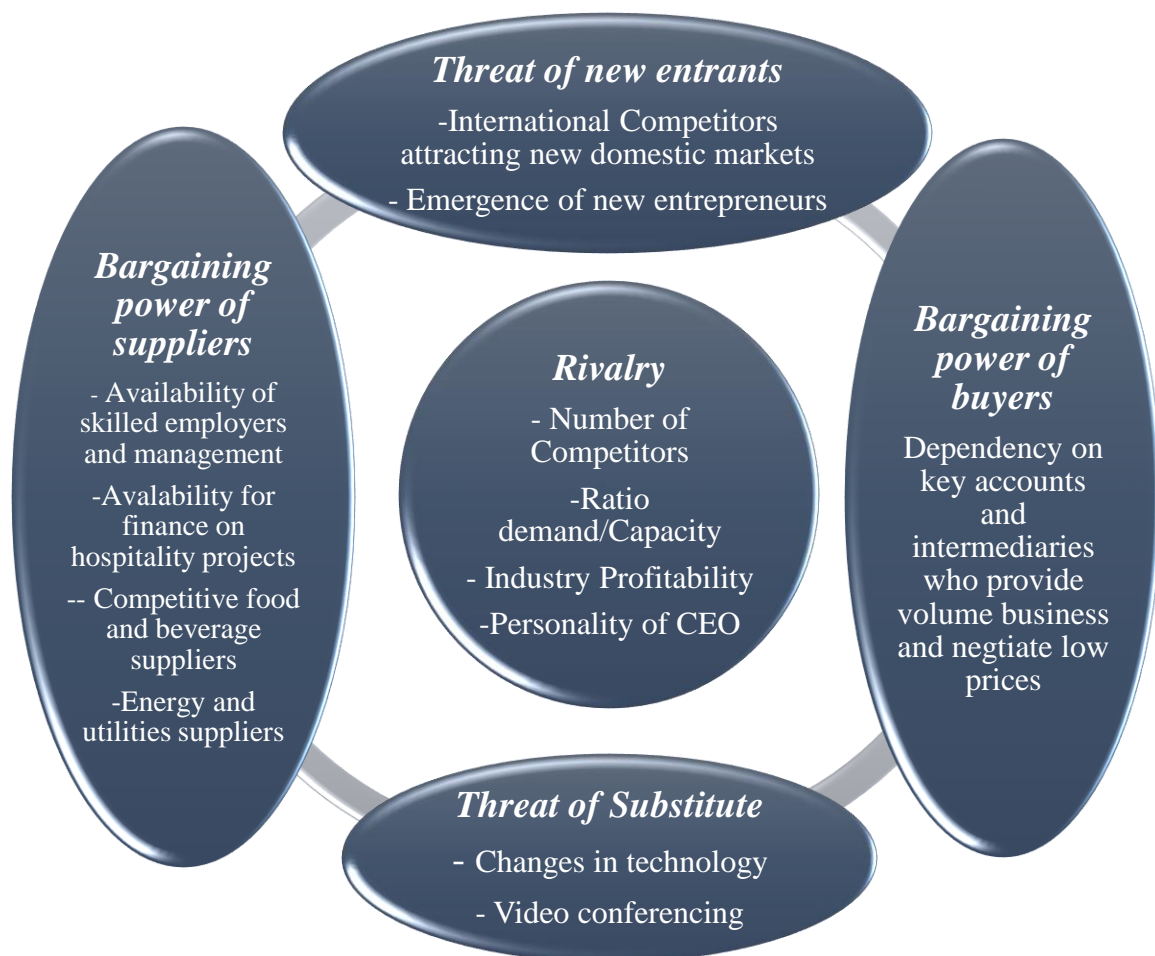 Threat of new entrants
-International Competitors
attracting new domestic markets
- Emergence of new entrepreneurs
Bargaining
power of
suppliers
- Availability of
skilled employers
and management
-Avalability for
finance on
hospitality projects
-- Competitive food
and beverage
suppliers
-Energy and
utilities suppliers
Rivalry
- Number of
Competitors
-Ratio
demand/Capacity
- Industry Profitability
-Personality of CEO
Bargaining
power of
buyers
Dependency on
key accounts
and
intermediaries
who provide
volume business
and negtiate low
prices
Threat of Substitute
- Changes in technology
- Video conferencing